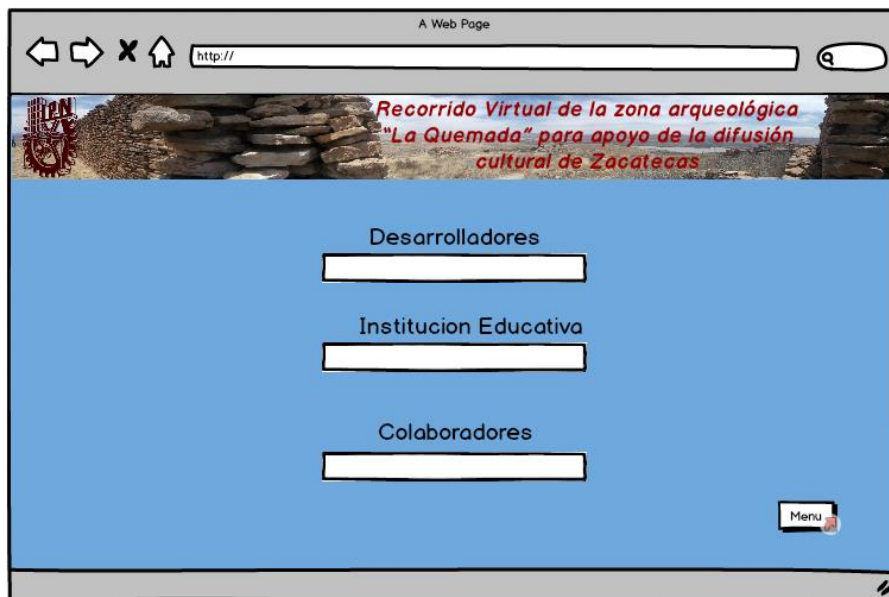 A Web Page
http://
IPN
Recorrido Virtual de la zona arqueológica
"La Quemada" para apoyo de la difusión
cultural de Zacatecas
Desarrolladores
Institucion Educativa
Colaboradores
Menu